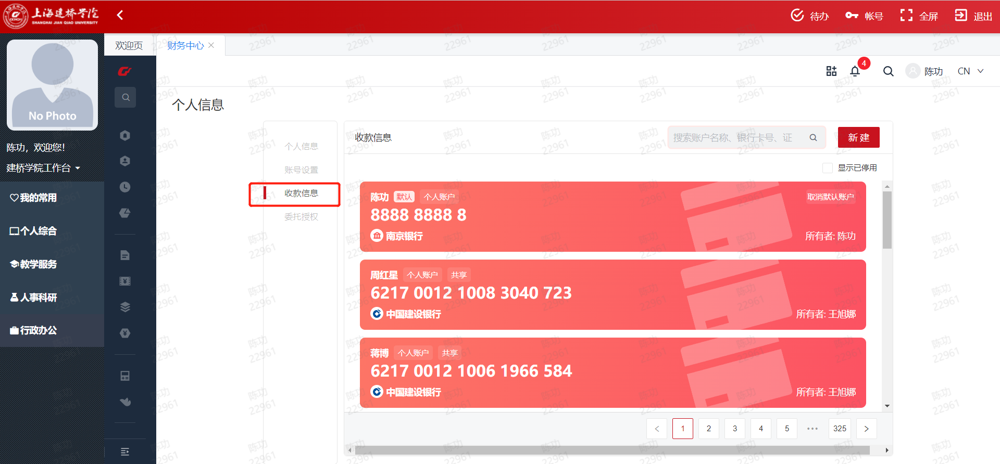 上海建桥学院
SHANGHAI JIAN QIAO UNIVERSITY
待办
帐号
全屏
退出
No Photo
陈功，欢迎您！
建桥学院工作台
我的常用
个人综合
教学服务
人事科研
行政办公
欢迎页
财务中心
4
陈功
CN
个人信息
个人信息
账号设置
收款信息
委托授权
收款信息
搜索账户名称、银行卡号、证
新 建
显示已停用
陈功 默认 个人账户
取消默认账户
8888 8888 8
南京银行
所有者: 陈功
周红星 个人账户 共享
6217 0012 1008 3040 723
中国建设银行
所有者: 王旭娜
蒋博 个人账户 共享
6217 0012 1006 1966 584
中国建设银行
所有者: 王旭娜
< 1 2 3 4 5 ••• 325 >
陈功
22961